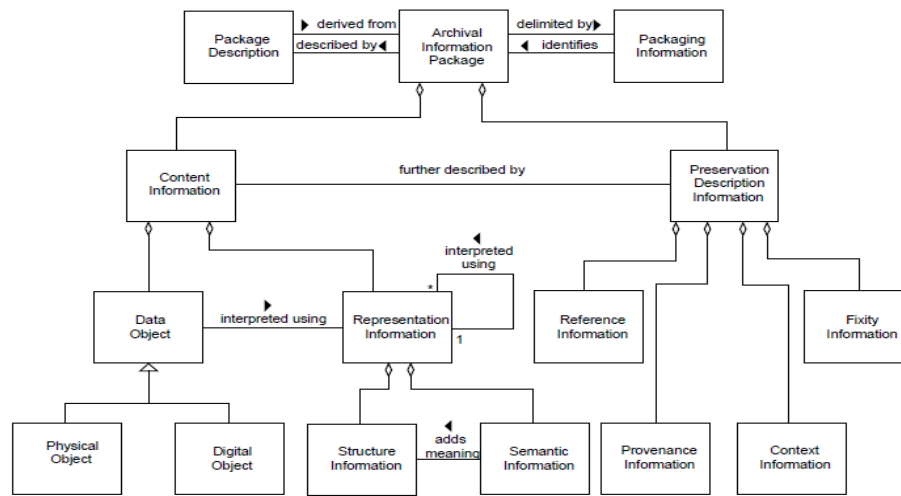 Package
Description
derived from
described by
Archival
Information
Package
delimited by
identifies
Packaging
Information
Content
Information
further described by
Preservation
Description
Information
interpreted
using
Data
Object
interpreted using
*
Representation
Information
1
Reference
Information
Fixity
Information
Physical
Object
Digital
Object
Structure
Information
adds
meaning
Semantic
Information
Provenance
Information
Context
Information